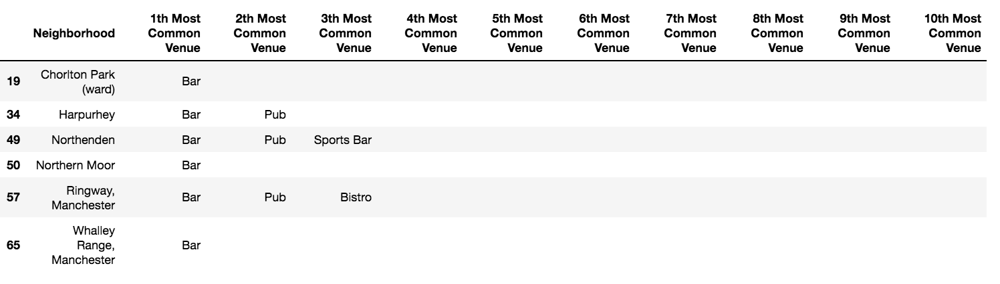 Neighborhood 1th Most Common Venue 2th Most Common Venue 3th Most Common Venue 4th Most Common Venue 5th Most Common Venue 6th Most Common Venue 7th Most Common Venue 8th Most Common Venue 9th Most Common Venue 10th Most Common Venue
19 Chorlton Park (ward) Bar
34 Harpurhey Bar Pub
49 Northenden Bar Pub Sports Bar
50 Northern Moor Bar
57 Ringway, Manchester Bar Pub Bistro
65 Whalley Range, Manchester Bar